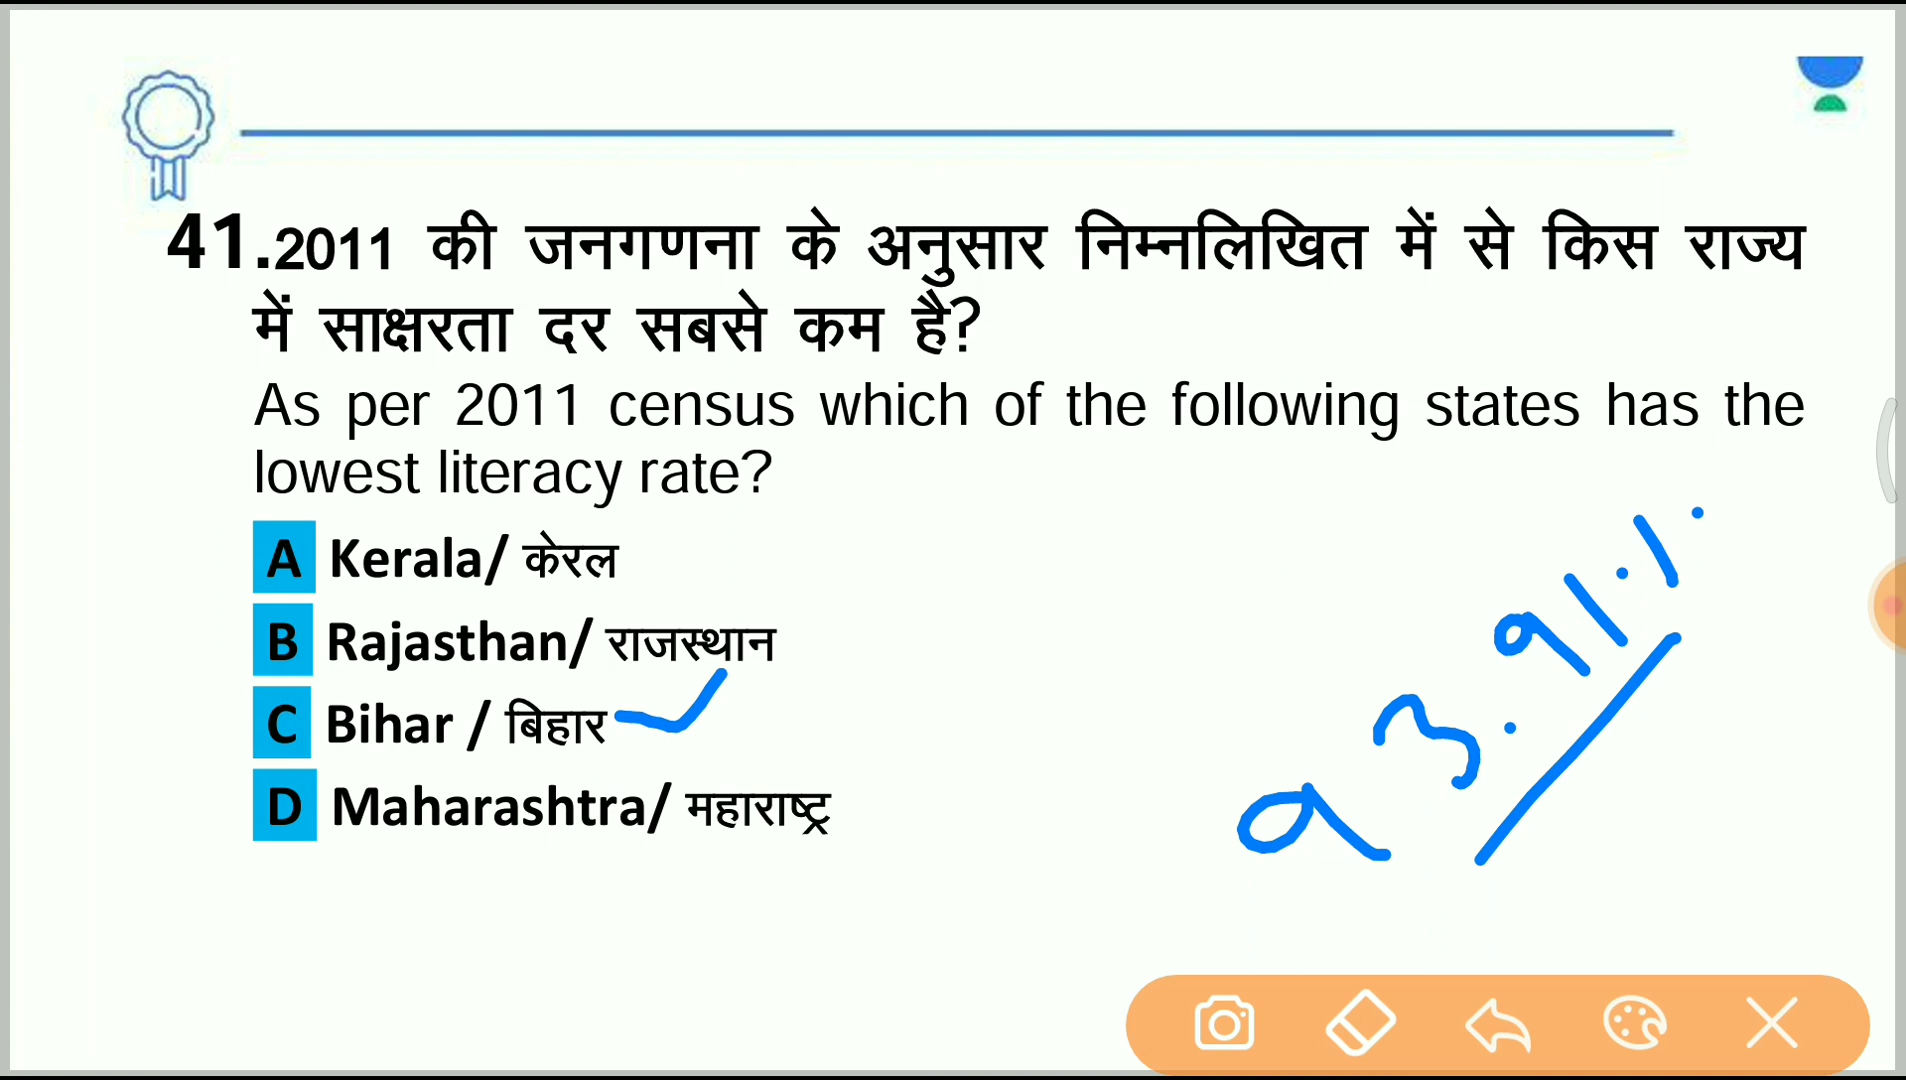 41.2011 की जनगणना के अनुसार निम्नलिखित में से किस राज्य
में साक्षरता दर सबसे कम है?
As per 2011 census which of the following states has the
lowest literacy rate?
A Kerala/ केरल
B Rajasthan/ राजस्थान
C Bihar / बिहार
D Maharashtra/ महाराष्ट्र
93.91%